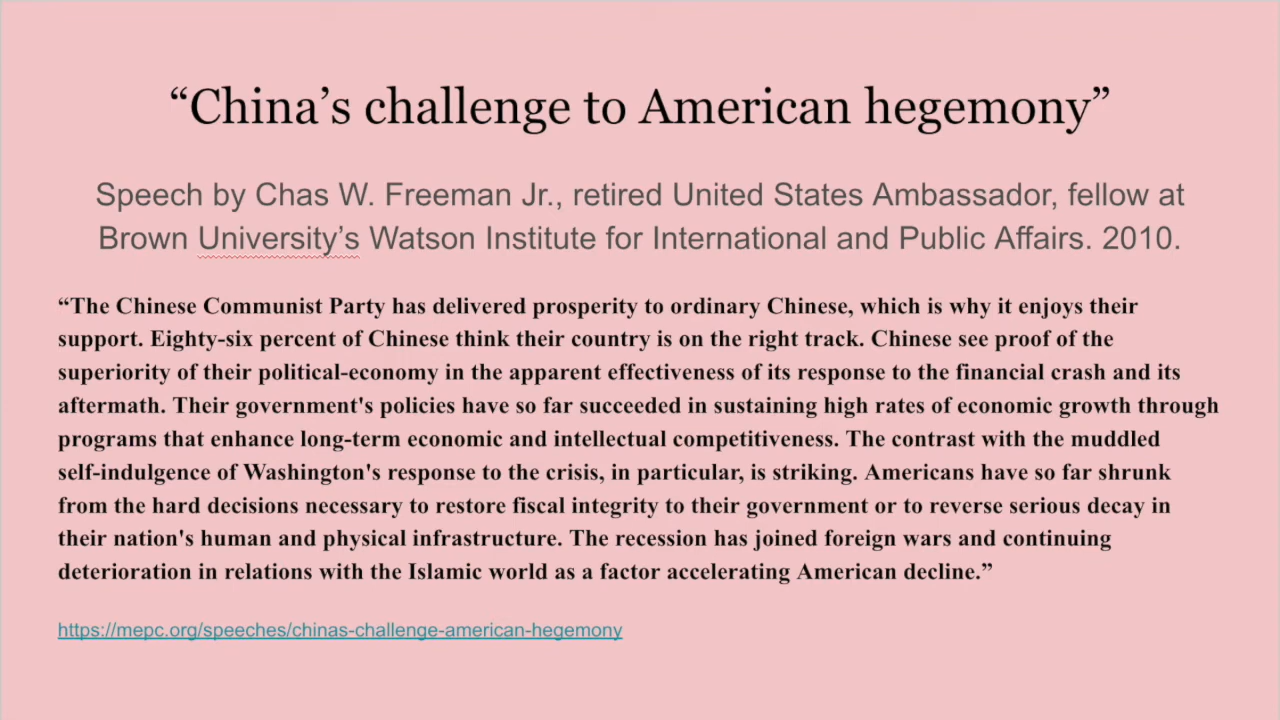 “China’s challenge to American hegemony”
Speech by Chas W. Freeman Jr., retired United States Ambassador, fellow at
Brown University’s Watson Institute for International and Public Affairs. 2010.
“The Chinese Communist Party has delivered prosperity to ordinary Chinese, which is why it enjoys their
support. Eighty-six percent of Chinese think their country is on the right track. Chinese see proof of the
superiority of their political-economy in the apparent effectiveness of its response to the financial crash and its
aftermath. Their government's policies have so far succeeded in sustaining high rates of economic growth through
programs that enhance long-term economic and intellectual competitiveness. The contrast with the muddled
self-indulgence of Washington's response to the crisis, in particular, is striking. Americans have so far shrunk
from the hard decisions necessary to restore fiscal integrity to their government or to reverse serious decay in
their nation's human and physical infrastructure. The recession has joined foreign wars and continuing
deterioration in relations with the Islamic world as a factor accelerating American decline.”
https://mepc.org/speeches/chinas-challenge-american-hegemony